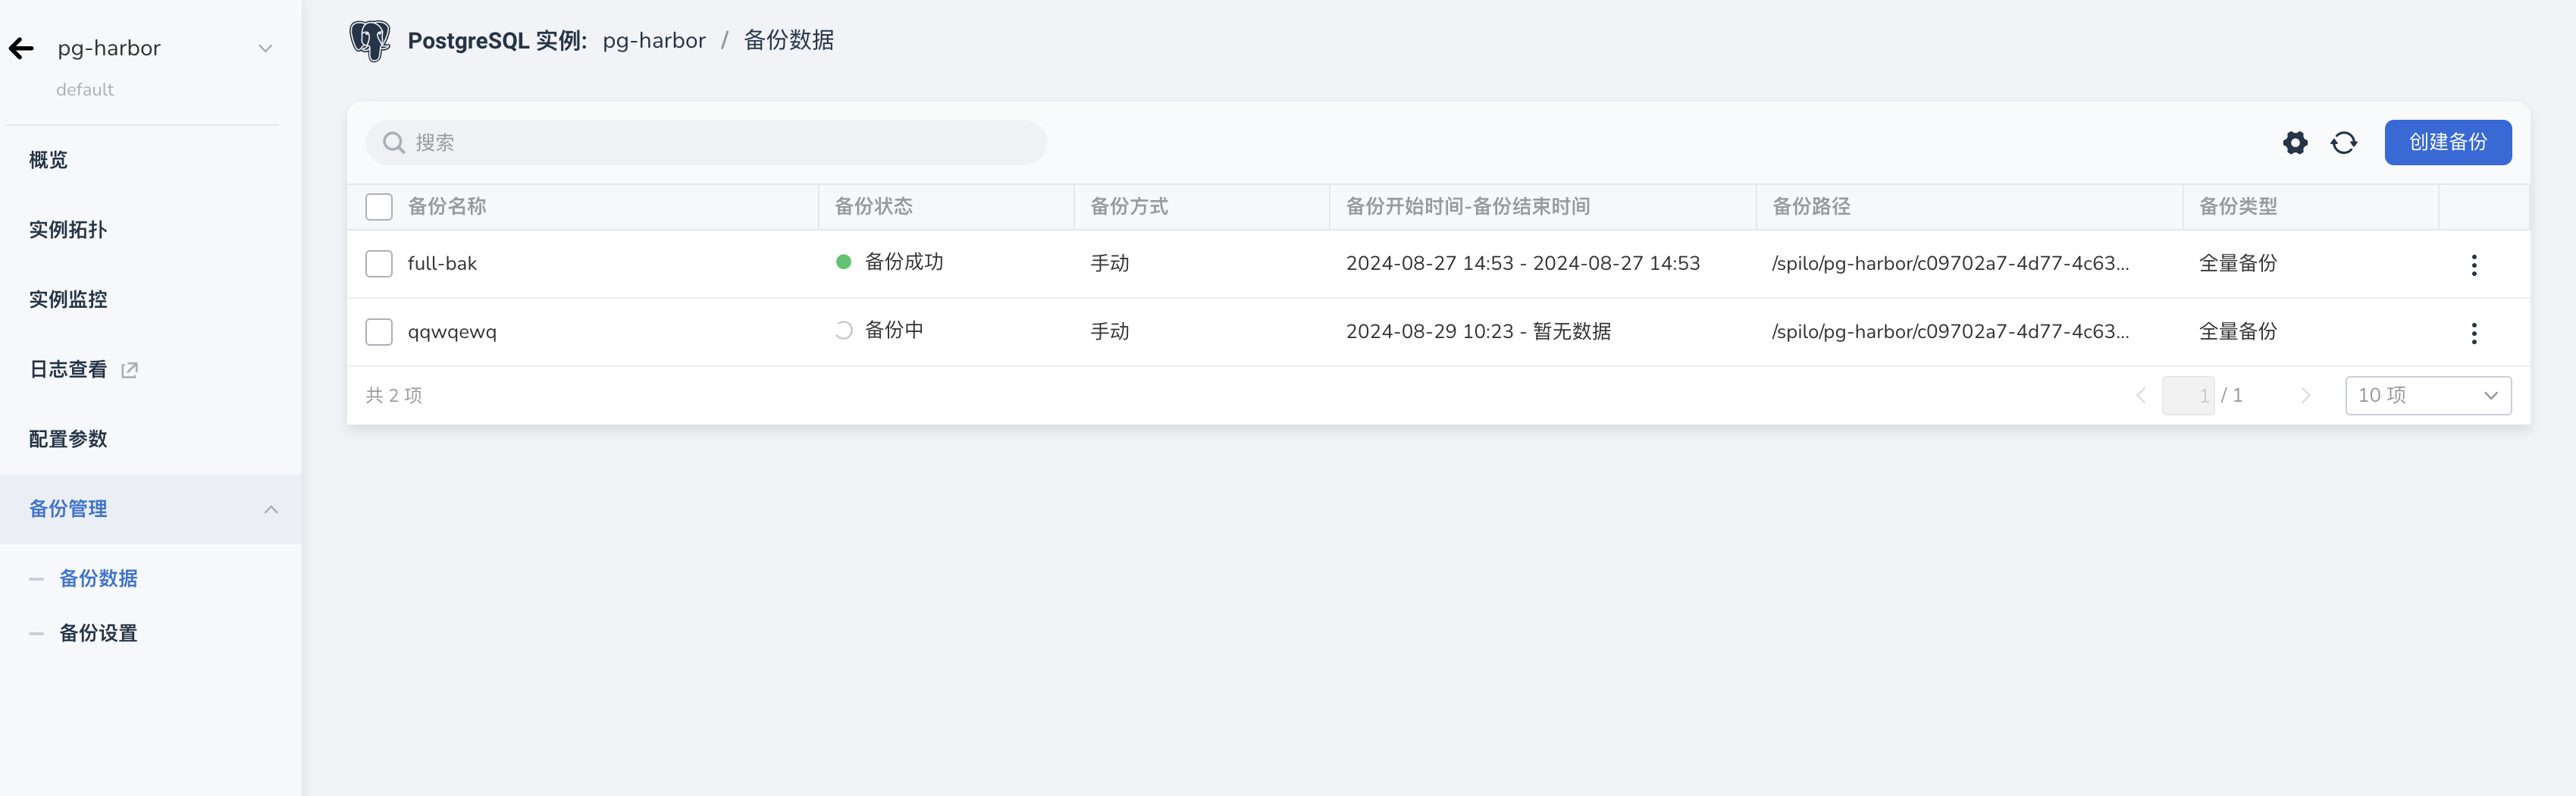 pg-harbor
default
概览
实例拓扑
实例监控
日志查看
配置参数
备份管理
备份数据
备份设置
PostgreSQL 实例: pg-harbor / 备份数据
搜索
创建备份
备份名称 备份状态 备份方式 备份开始时间-备份结束时间 备份路径 备份类型
full-bak 备份成功 手动 2024-08-27 14:53 - 2024-08-27 14:53 /spilo/pg-harbor/c09702a7-4d77-4c63... 全量备份
qqwqewq 备份中 手动 2024-08-29 10:23 - 暂无数据 /spilo/pg-harbor/c09702a7-4d77-4c63... 全量备份
共 2 项 1 / 1 10 项